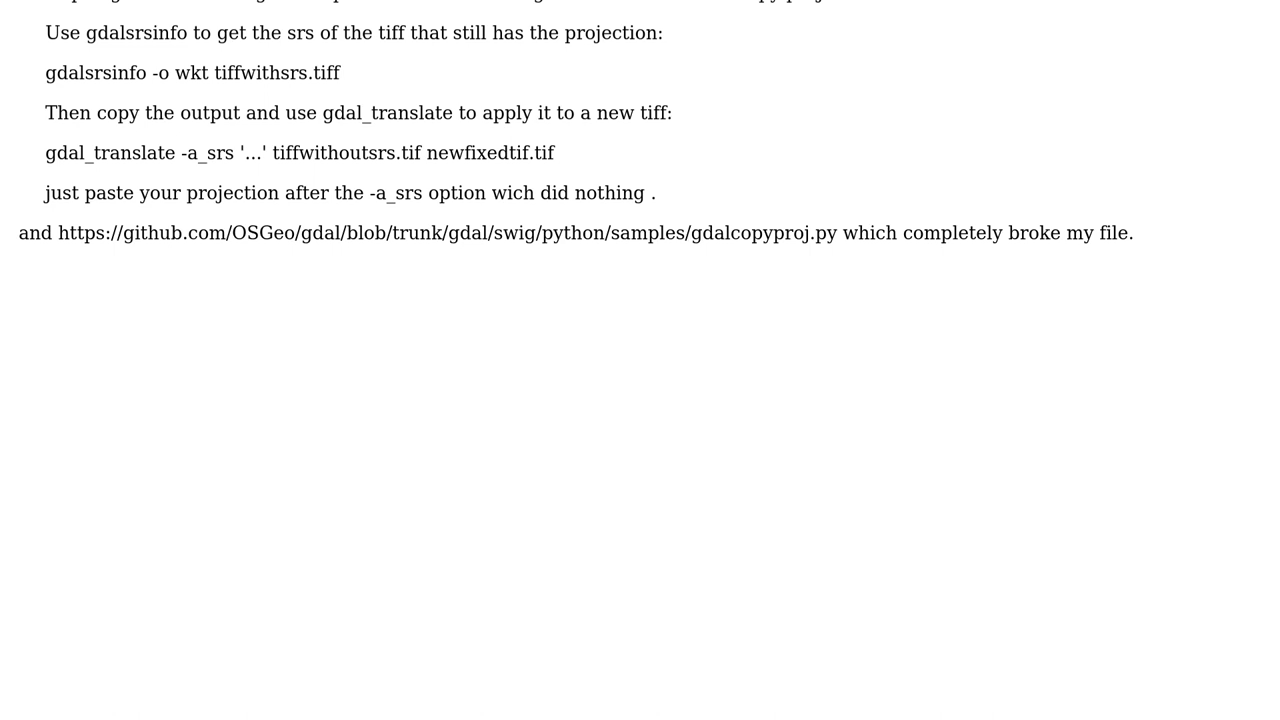 Use gdalsrsinfo to get the srs of the tiff that still has the projection:
gdalsrsinfo -o wkt tiffwithsrs.tiff
Then copy the output and use gdal_translate to apply it to a new tiff:
gdal_translate -a_srs '...' tiffwithoutsrs.tif newfixedtif.tif
just paste your projection after the -a_srs option wich did nothing .
and https://github.com/OSGeo/gdal/blob/trunk/gdal/swig/python/samples/gdalcopyproj.py which completely broke my file.